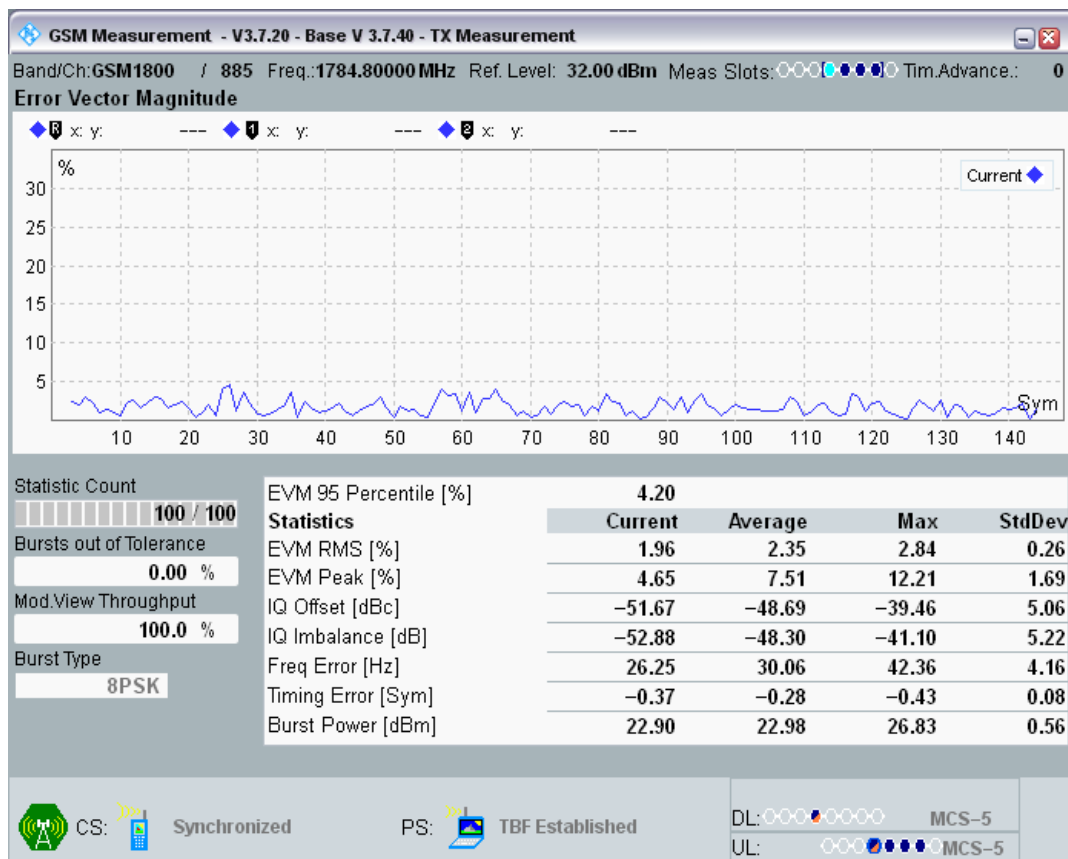 GSM Measurement - V3.7.20 - Base V 3.7.40 - TX Measurement
Band/Ch:GSM1800 / 885 Freq.:1784.80000 MHz Ref. Level: 32.00 dBm Meas Slots: Tim.Advance.: 0
Error Vector Magnitude
R x: y: --- 1 x: y: --- 2 x: y: ---
%
Current
30
25
20
15
10
5
Sym
10 20 30 40 50 60 70 80 90 100 110 120 130 140
Statistic Count
100 / 100
Bursts out of Tolerance
0.00 %
Mod.View Throughput
100.0 %
Burst Type
8PSK
EVM 95 Percentile [%] 4.20
Statistics Current Average Max StdDev
EVM RMS [%] 1.96 2.35 2.84 0.26
EVM Peak [%] 4.65 7.51 12.21 1.69
IQ Offset [dBc] −51.67 −48.69 −39.46 5.06
IQ Imbalance [dB] −52.88 −48.30 −41.10 5.22
Freq Error [Hz] 26.25 30.06 42.36 4.16
Timing Error [Sym] −0.37 −0.28 −0.43 0.08
Burst Power [dBm] 22.90 22.98 26.83 0.56
CS: Synchronized PS: TBF Established
DL: MCS−5
UL: MCS−5